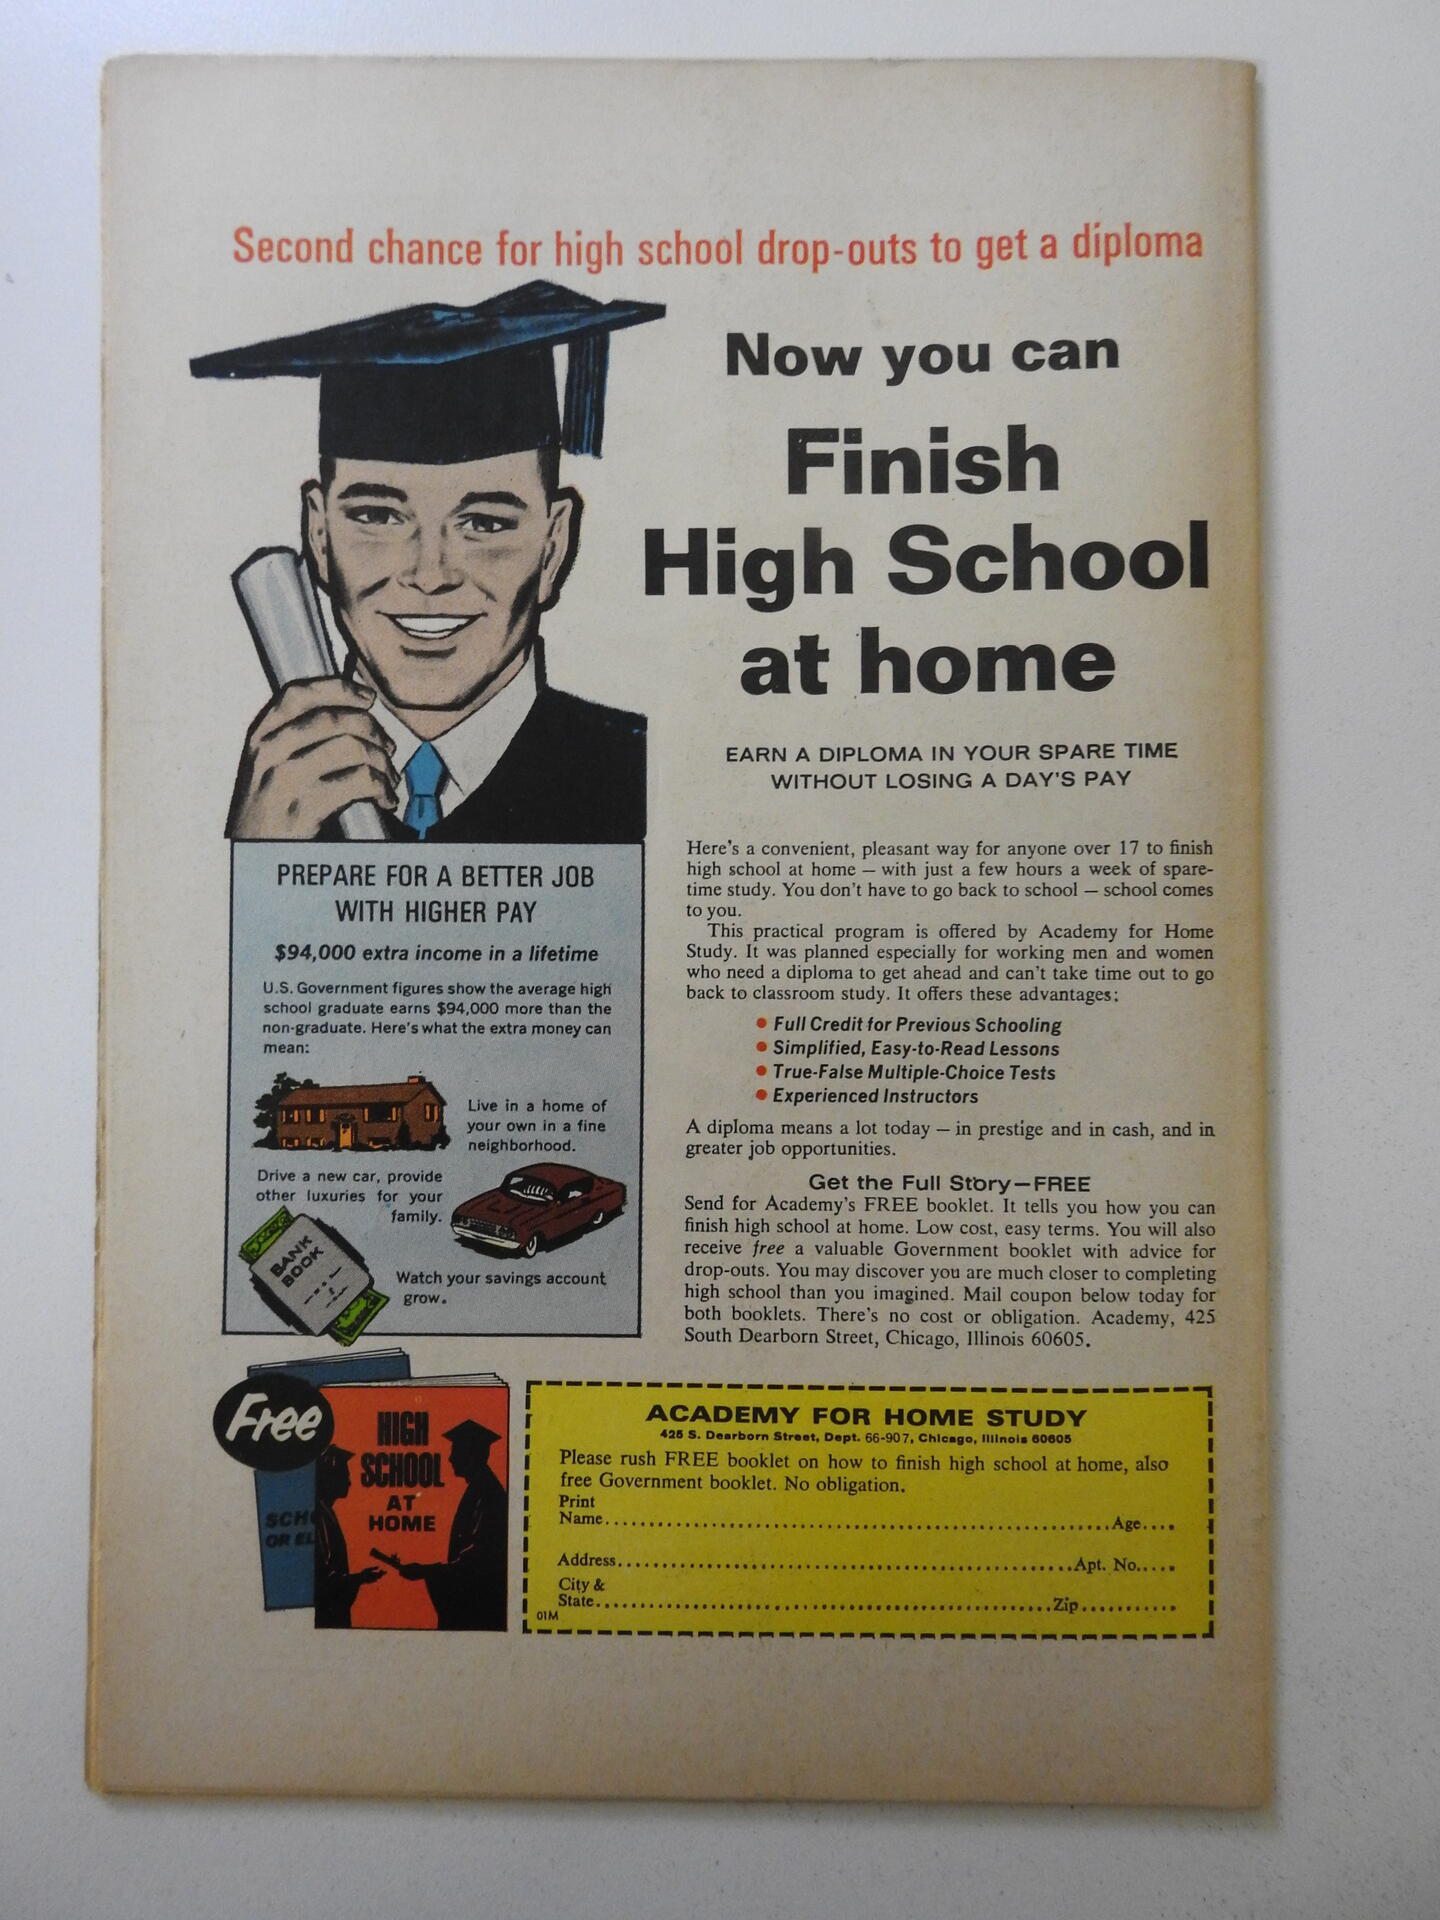 Second chance for high school drop-outs to get a diploma
Now you can
Finish
High School
at home
EARN A DIPLOMA IN YOUR SPARE TIME
WITHOUT LOSING A DAY'S PAY
PREPARE FOR A BETTER JOB
WITH HIGHER PAY
$94,000 extra income in a lifetime
U.S. Government figures show the average high
school graduate earns $94,000 more than the
non-graduate. Here's what the extra money can
mean:
Live in a home of
your own in a fine
neighborhood.
Drive a new car, provide
other luxuries for your
family.
BANK
BOOK
Watch your savings account
grow.
Here's a convenient, pleasant way for anyone over 17 to finish
high school at home — with just a few hours a week of spare-
time study. You don't have to go back to school — school comes
to you.
This practical program is offered by Academy for Home
Study. It was planned especially for working men and women
who need a diploma to get ahead and can't take time out to go
back to classroom study. It offers these advantages:
• Full Credit for Previous Schooling
• Simplified, Easy-to-Read Lessons
• True-False Multiple-Choice Tests
• Experienced Instructors
A diploma means a lot today — in prestige and in cash, and in
greater job opportunities.
Get the Full Story—FREE
Send for Academy's FREE booklet. It tells you how you can
finish high school at home. Low cost, easy terms. You will also
receive free a valuable Government booklet with advice for
drop-outs. You may discover you are much closer to completing
high school than you imagined. Mail coupon below today for
both booklets. There's no cost or obligation. Academy, 425
South Dearborn Street, Chicago, Illinois 60605.
Free
HIGH
SCHOOL
AT
HOME
SCH
OR EL
ACADEMY FOR HOME STUDY
425 S. Dearborn Street, Dept. 66-907, Chicago, Illinois 60605
Please rush FREE booklet on how to finish high school at home, also
free Government booklet. No obligation.
Print
Name...............................................................Age....
Address.........................................................Apt. No.....
City &
State.........................................................Zip...........
01M